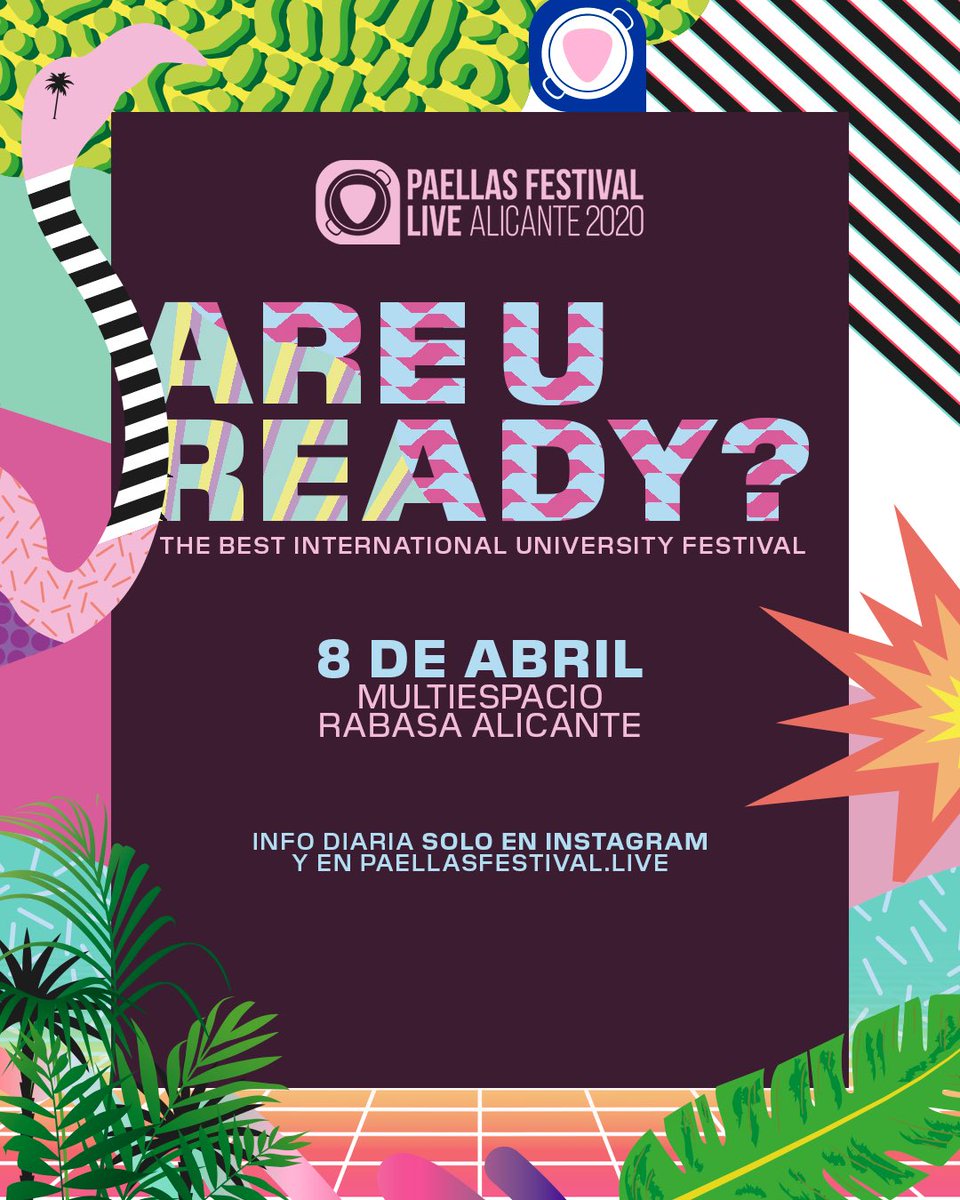 PAELLAS FESTIVAL
LIVE ALICANTE 2020
ARE U
READY?
THE BEST INTERNATIONAL UNIVERSITY FESTIVAL
8 DE ABRIL
MULTIESPACIO
RABASA ALICANTE
INFO DIARIA SOLO EN INSTAGRAM
Y EN PAELLASFESTIVAL.LIVE